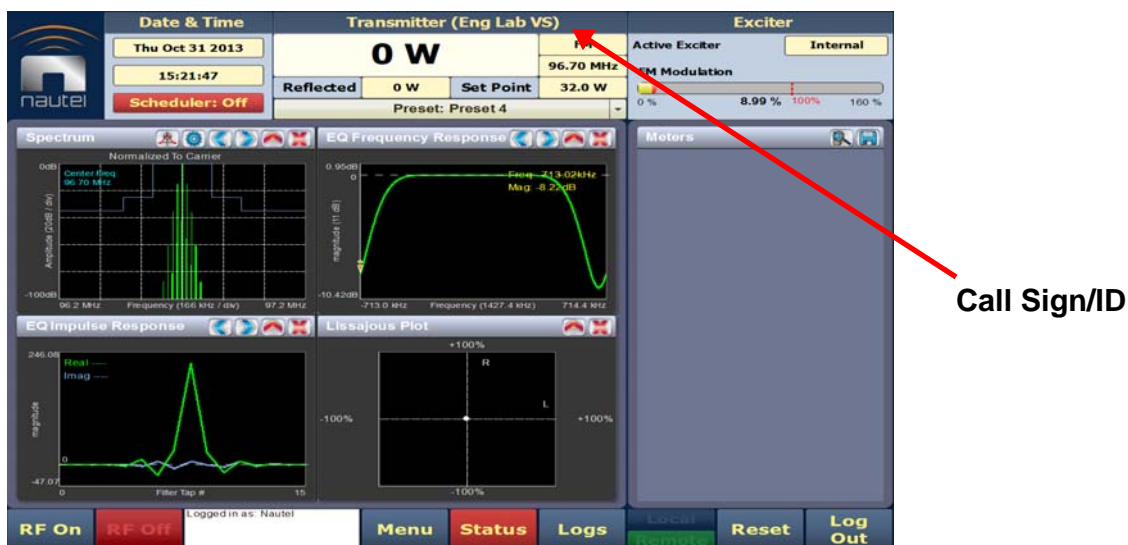 Date & Time
Transmitter (Eng Lab VS)
Exciter
nautel
Thu Oct 31 2013
15:21:47
Scheduler: Off
0 W
FM
96.70 MHz
Reflected 0 W Set Point 32.0 W
Preset: Preset 4
Active Exciter Internal
FM Modulation
0 % 8.99 % 100% 160 %
Spectrum
Normalized To Carrier
0dB
Center freq
96.70 MHz
Amplitude (20dB / div)
-100dB
96.2 MHz Frequency (166 kHz / div) 97.2 MHz
EQ Frequency Response
0.95dB
0
Freq: -713.02kHz
Mag: -8.22dB
magnitude (11 dB)
-10.42dB
-713.0 kHz Frequency (1427.4 kHz) 714.4 kHz
Meters
Call Sign/ID
EQ Impulse Response
246.08
Real ----
Imag ----
magnitude
0
-47.07
0 Filter Tap # 15
Lissajous Plot
+100%
R
L
-100% +100%
-100%
RF On
RF Off
Logged in as: Nautel
Menu
Status
Logs
Local
Remote
Reset
Log
Out